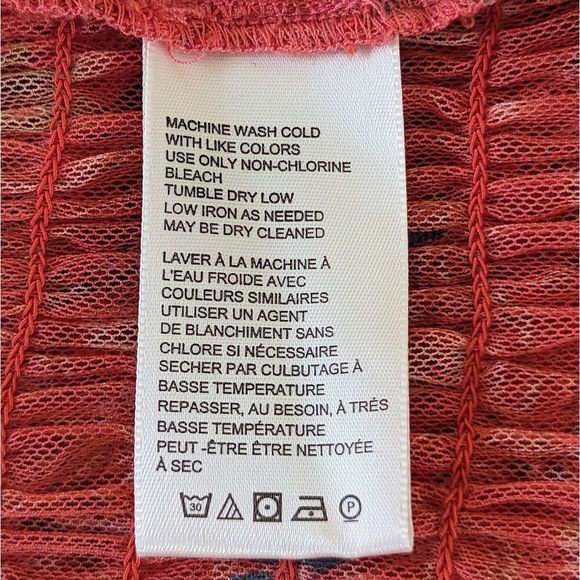 MACHINE WASH COLD
WITH LIKE COLORS
USE ONLY NON-CHLORINE
BLEACH
TUMBLE DRY LOW
LOW IRON AS NEEDED
MAY BE DRY CLEANED
LAVER À LA MACHINE À
L'EAU FROIDE AVEC
COULEURS SIMILAIRES
UTILISER UN AGENT
DE BLANCHIMENT SANS
CHLORE SI NÉCESSAIRE
SECHER PAR CULBUTAGE À
BASSE TEMPERATURE
REPASSER, AU BESOIN, À TRÉS
BASSE TEMPÉRATURE
PEUT -ÊTRE ÊTRE NETTOYÉE
À SEC
30 P